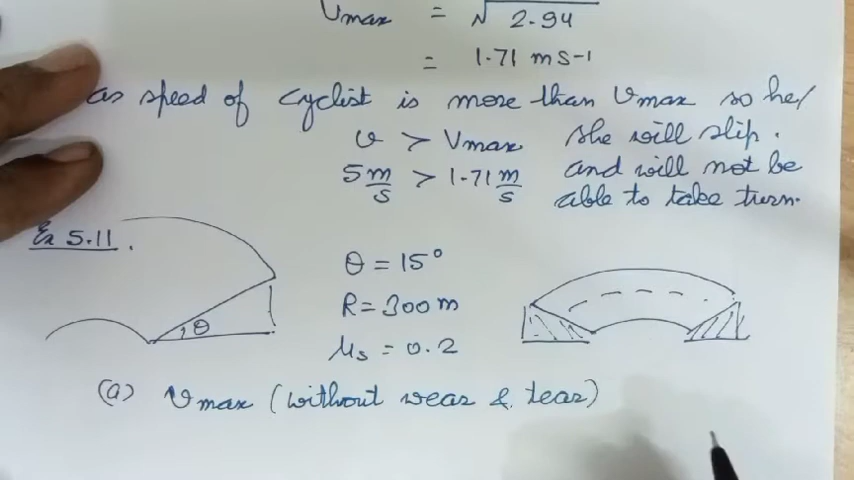 Vmax = √2.94
= 1.71 ms-1
as speed of cyclist is more than Vmax so he/
v > Vmax she will slip.
5 m/s > 1.71 m/s and will not be
able to take turn.
Ex 5.11.
θ = 15°
R = 300 m
θ
μs = 0.2
(a) Vmax (without wear & tear)